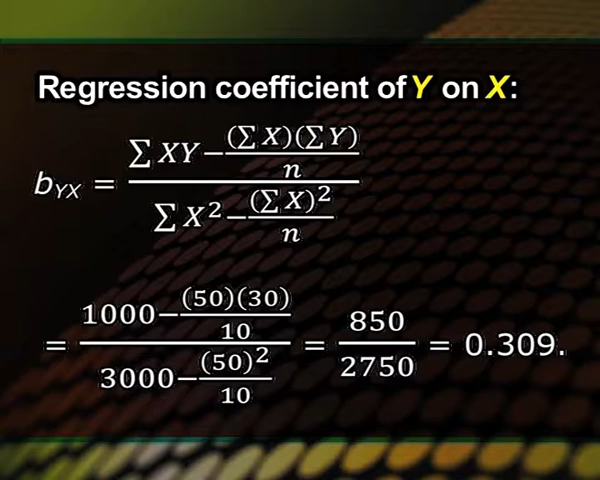 Regression coefficient of Y on X:
b_YX = (∑ XY − (∑ X)(∑ Y)/n) / (∑ X² − (∑ X)²/n)
= (1000 − (50)(30)/10) / (3000 − (50)²/10) = 850/2750 = 0.309.